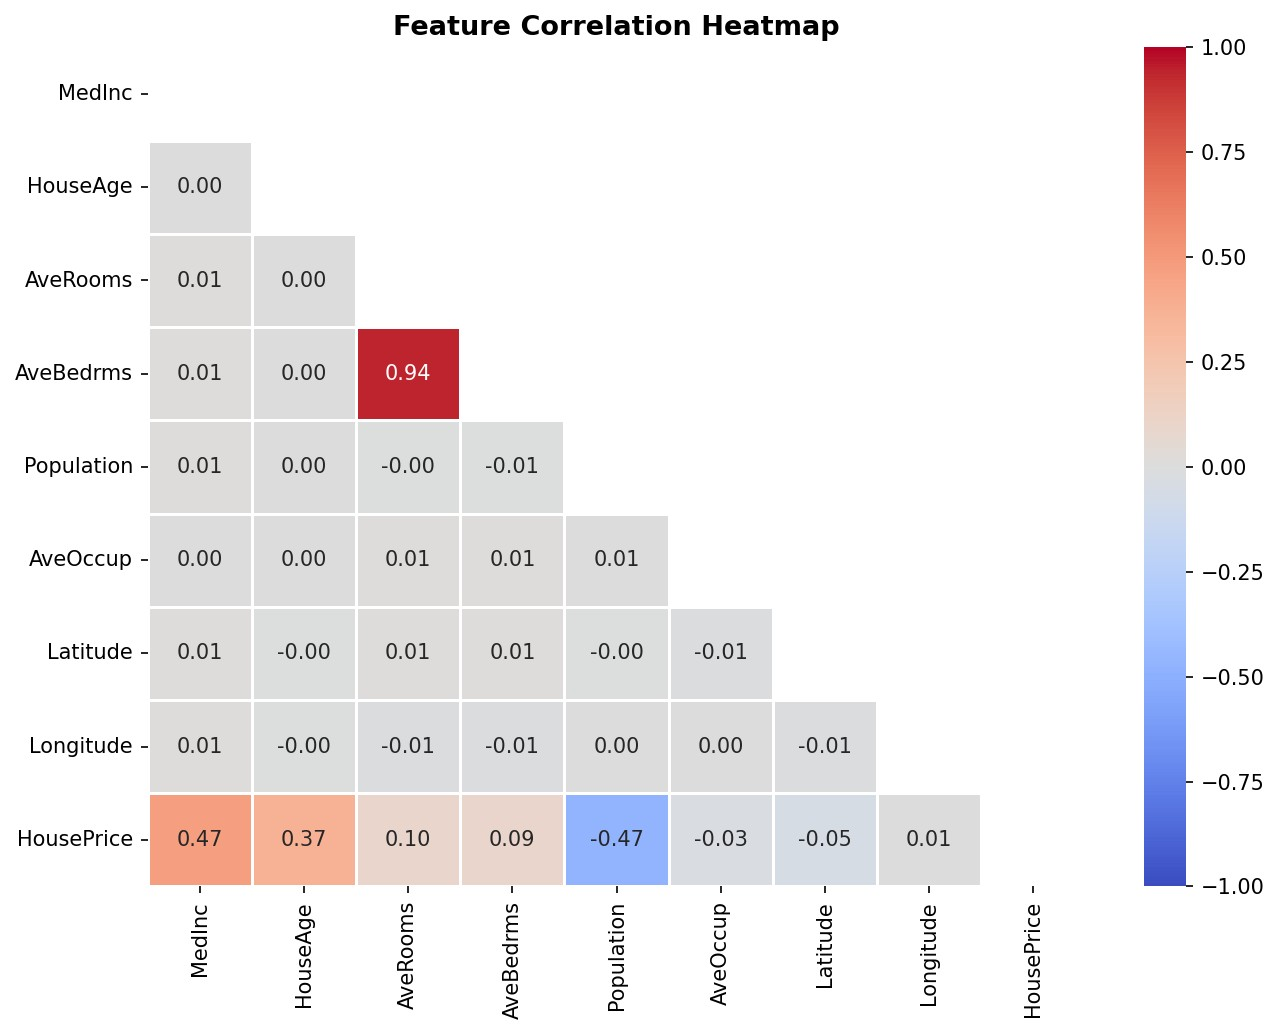 Feature Correlation Heatmap
MedInc
HouseAge 0.00
AveRooms 0.01 0.00
AveBedrms 0.01 0.00 0.94
Population 0.01 0.00 -0.00 -0.01
AveOccup 0.00 0.00 0.01 0.01 0.01
Latitude 0.01 -0.00 0.01 0.01 -0.00 -0.01
Longitude 0.01 -0.00 -0.01 -0.01 0.00 0.00 -0.01
HousePrice 0.47 0.37 0.10 0.09 -0.47 -0.03 -0.05 0.01
MedInc
HouseAge
AveRooms
AveBedrms
Population
AveOccup
Latitude
Longitude
HousePrice
1.00
0.75
0.50
0.25
0.00
−0.25
−0.50
−0.75
−1.00